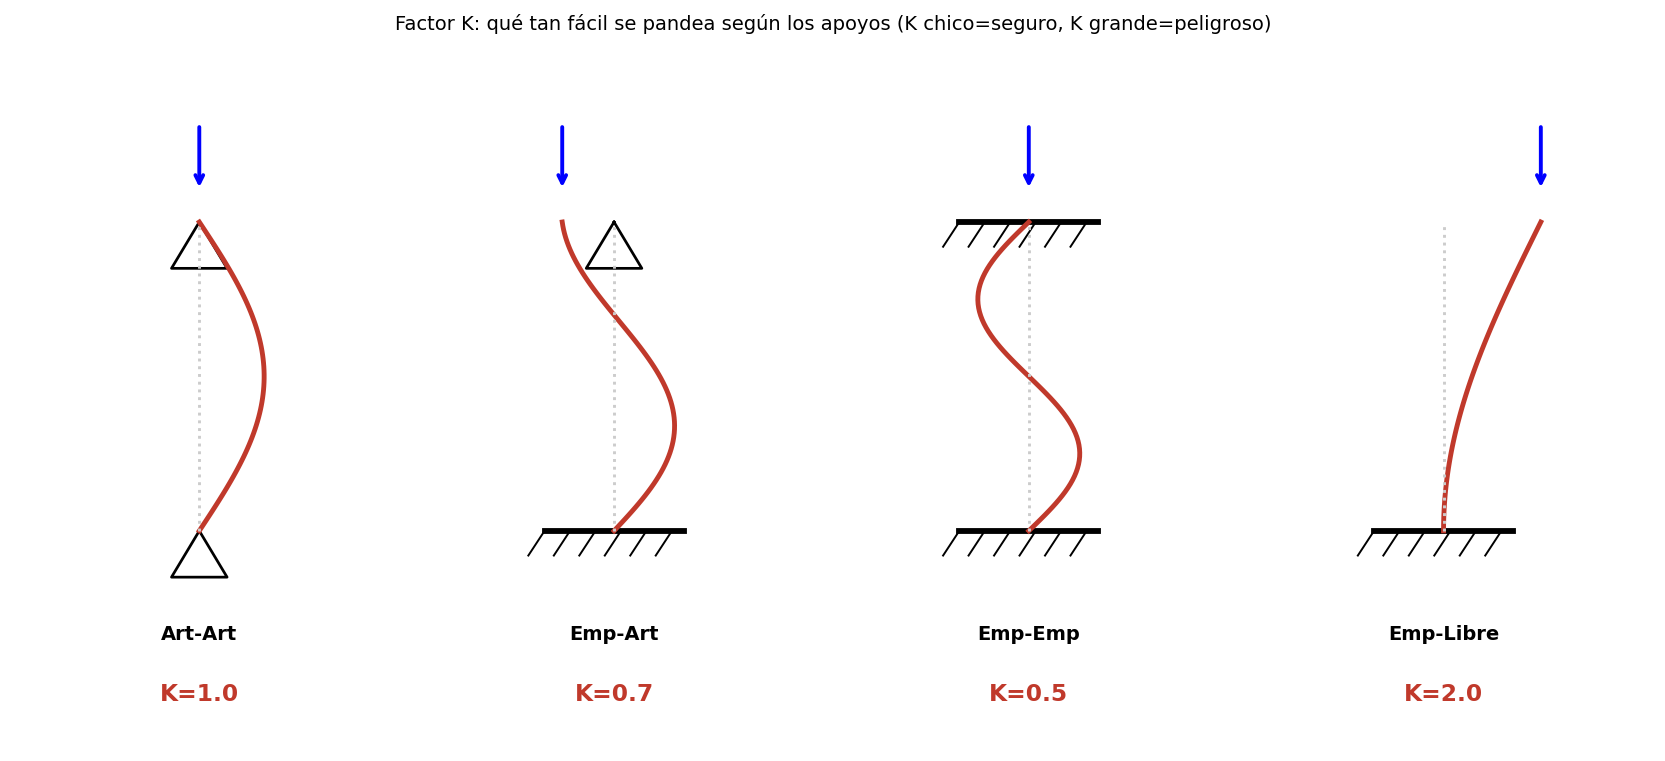 Factor K: qué tan fácil se pandea según los apoyos (K chico=seguro, K grande=peligroso)
Art-Art
Emp-Art
Emp-Emp
Emp-Libre
K=1.0
K=0.7
K=0.5
K=2.0